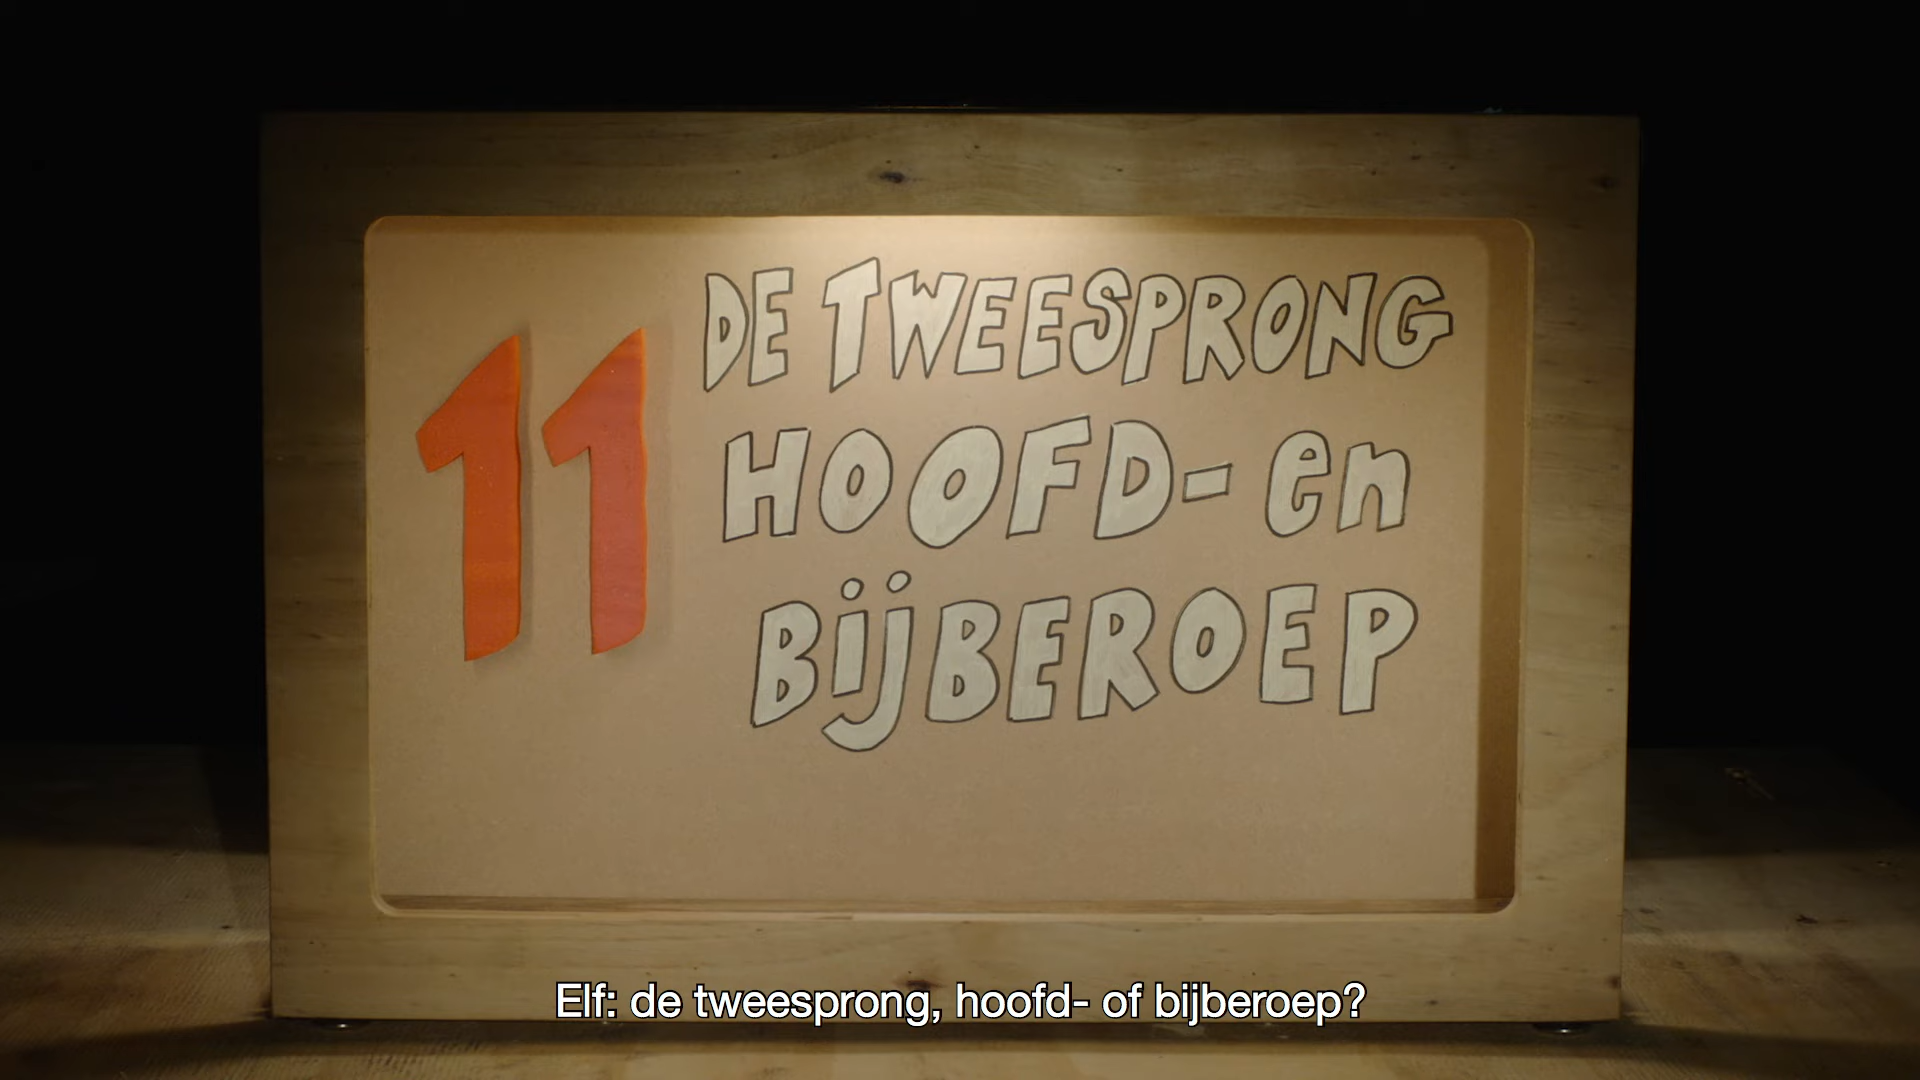 11
DE TWEESPRONG
HOOFD- en
BIJBEROEP
Elf: de tweesprong, hoofd- of bijberoep?